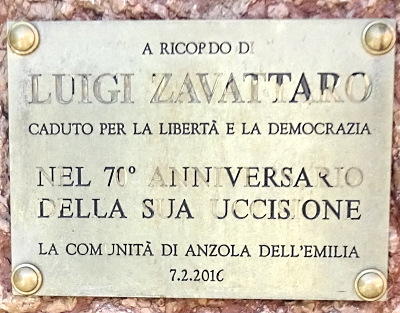 A RICORDO DI
LUIGI ZAVATTARO
CADUTO PER LA LIBERTÀ E LA DEMOCRAZIA
NEL 70° ANNIVERSARIO
DELLA SUA UCCISIONE
LA COMUNITÀ DI ANZOLA DELL'EMILIA
7.2.2016